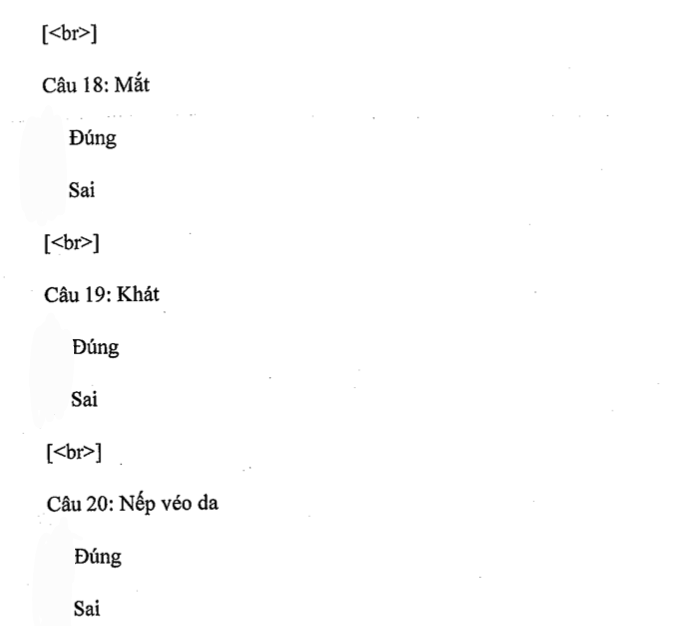 [<br>]
Câu 18: Mắt
Đúng
Sai
[<br>]
Câu 19: Khát
Đúng
Sai
[<br>]
Câu 20: Nếp véo da
Đúng
Sai